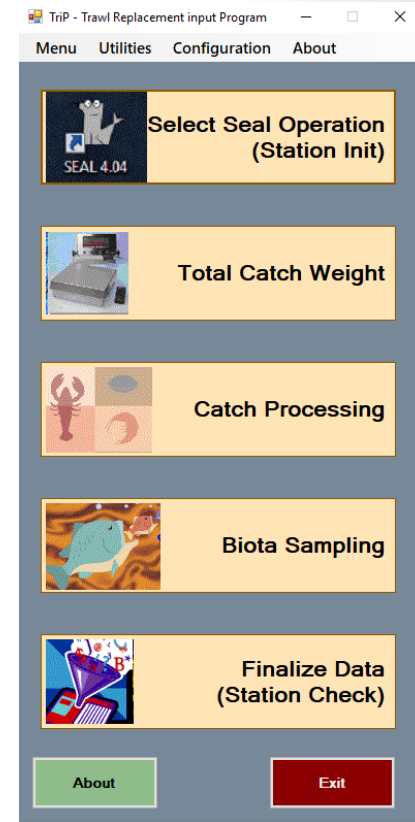 TriP - Trawl Replacement input Program
Menu Utilities Configuration About
Select Seal Operation
(Station Init)
SEAL 4.04
Total Catch Weight
Catch Processing
Biota Sampling
Finalize Data
(Station Check)
About
Exit